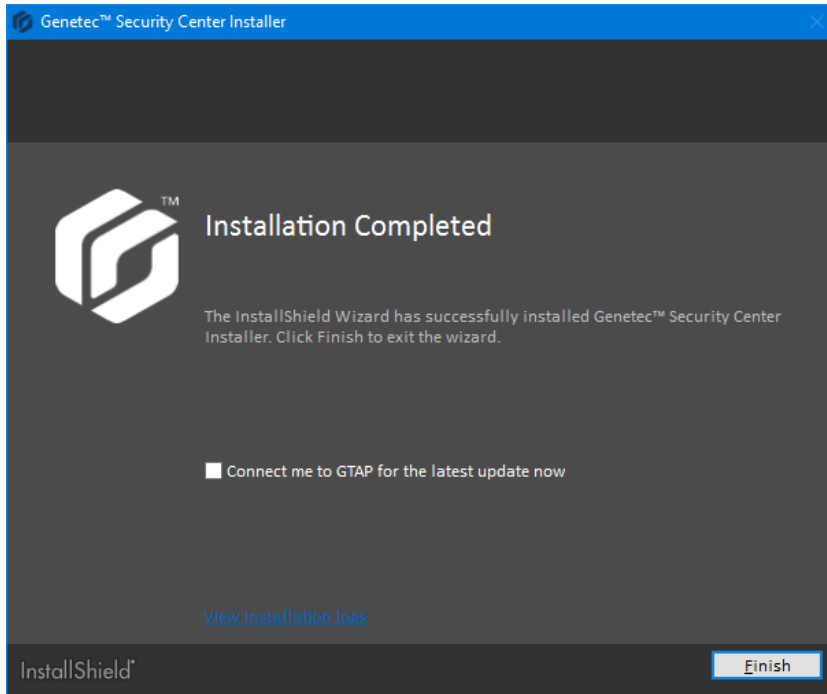 Genetec™ Security Center Installer
TM
Installation Completed
The InstallShield Wizard has successfully installed Genetec™ Security Center
Installer. Click Finish to exit the wizard.
Connect me to GTAP for the latest update now
View Installation logs
InstallShield®
Finish